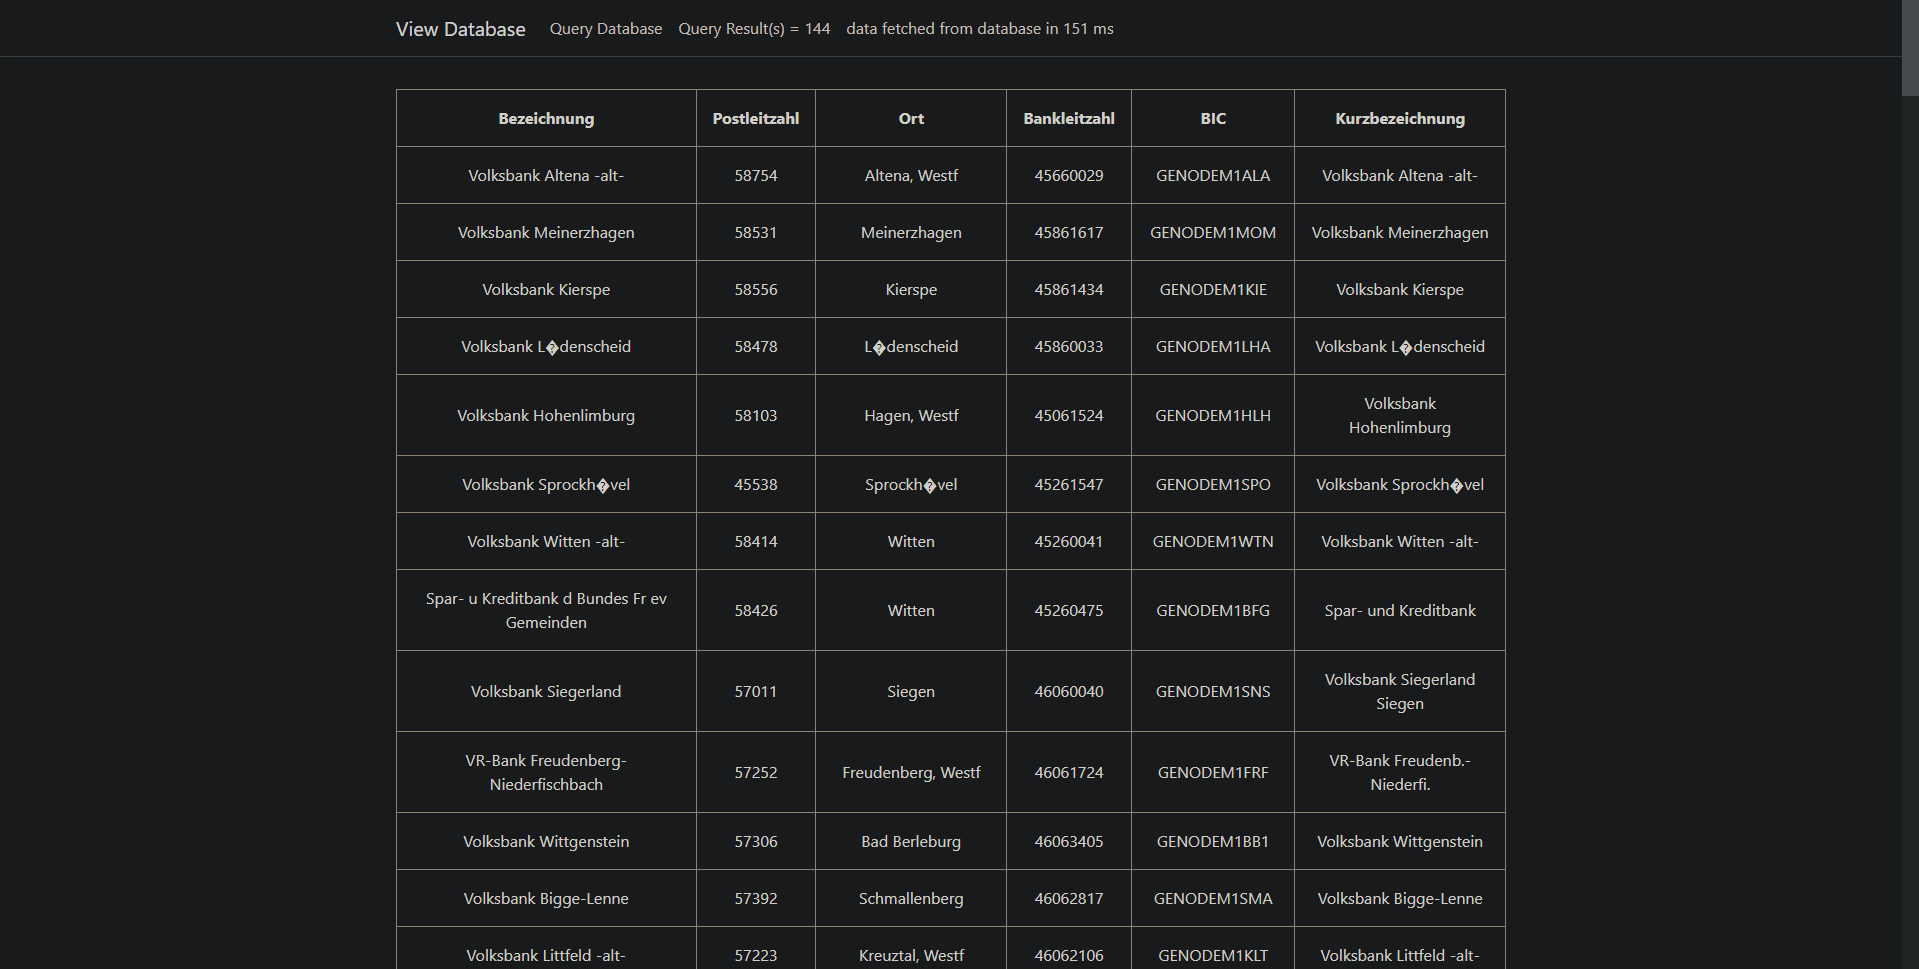 View Database Query Database Query Result(s) = 144 data fetched from database in 151 ms
Bezeichnung Postleitzahl Ort Bankleitzahl BIC Kurzbezeichnung
Volksbank Altena -alt- 58754 Altena, Westf 45660029 GENODEM1ALA Volksbank Altena -alt-
Volksbank Meinerzhagen 58531 Meinerzhagen 45861617 GENODEM1MOM Volksbank Meinerzhagen
Volksbank Kierspe 58556 Kierspe 45861434 GENODEM1KIE Volksbank Kierspe
Volksbank L�denscheid 58478 L�denscheid 45860033 GENODEM1LHA Volksbank L�denscheid
Volksbank Hohenlimburg 58103 Hagen, Westf 45061524 GENODEM1HLH Volksbank
Hohenlimburg
Volksbank Sprockh�vel 45538 Sprockh�vel 45261547 GENODEM1SPO Volksbank Sprockh�vel
Volksbank Witten -alt- 58414 Witten 45260041 GENODEM1WTN Volksbank Witten -alt-
Spar- u Kreditbank d Bundes Fr ev
Gemeinden 58426 Witten 45260475 GENODEM1BFG Spar- und Kreditbank
Volksbank Siegerland 57011 Siegen 46060040 GENODEM1SNS Volksbank Siegerland
Siegen
VR-Bank Freudenberg-
Niederfischbach 57252 Freudenberg, Westf 46061724 GENODEM1FRF VR-Bank Freudenb.-
Niederfi.
Volksbank Wittgenstein 57306 Bad Berleburg 46063405 GENODEM1BB1 Volksbank Wittgenstein
Volksbank Bigge-Lenne 57392 Schmallenberg 46062817 GENODEM1SMA Volksbank Bigge-Lenne
Volksbank Littfeld -alt- 57223 Kreuztal, Westf 46062106 GENODEM1KLT Volksbank Littfeld -alt-